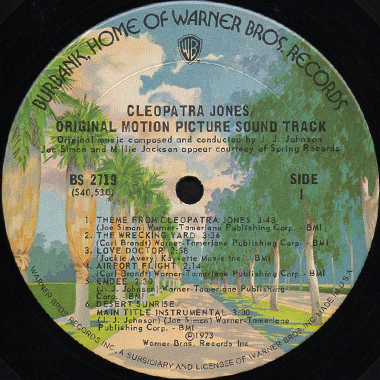 BURBANK, HOME OF WARNER BROS. RECORDS
WB
CLEOPATRA JONES/
ORIGINAL MOTION PICTURE SOUND TRACK
Original music composed and conducted by J. J. Johnson
Joe Simon and Millie Jackson appear courtesy of Spring Records
BS 2719
(S40,530)
SIDE
1
1. THEME FROM CLEOPATRA JONES 3:48
(Joe Simon) Warner-Tamerlane Publishing Corp. - BMI
2. THE WRECKING YARD 3:36
(Carl Brandt) Warner-Tamerlane Publishing Corp. - BMI
3. LOVE DOCTOR 2:58
(Jackie Avery) Kayvette Music Inc. - BMI
4. AIRPORT FLIGHT 2:14
(Carl Brandt) Warner-Tamerlane Publishing Corp. - BMI
5. EMDEE 2:30
(J. J. Johnson) Warner-Tamerlane Publishing
Corp. - BMI
6. DESERT SUNRISE
MAIN TITLE INSTRUMENTAL 3:00
(J. J. Johnson) (Joe Simon) Warner-Tamerlane
Publishing Corp. - BMI
℗1973
Warner Bros. Records Inc.
WARNER BROS. RECORDS INC., A SUBSIDIARY AND LICENSEE OF WARNER BROS. INC. MADE IN U.S.A.